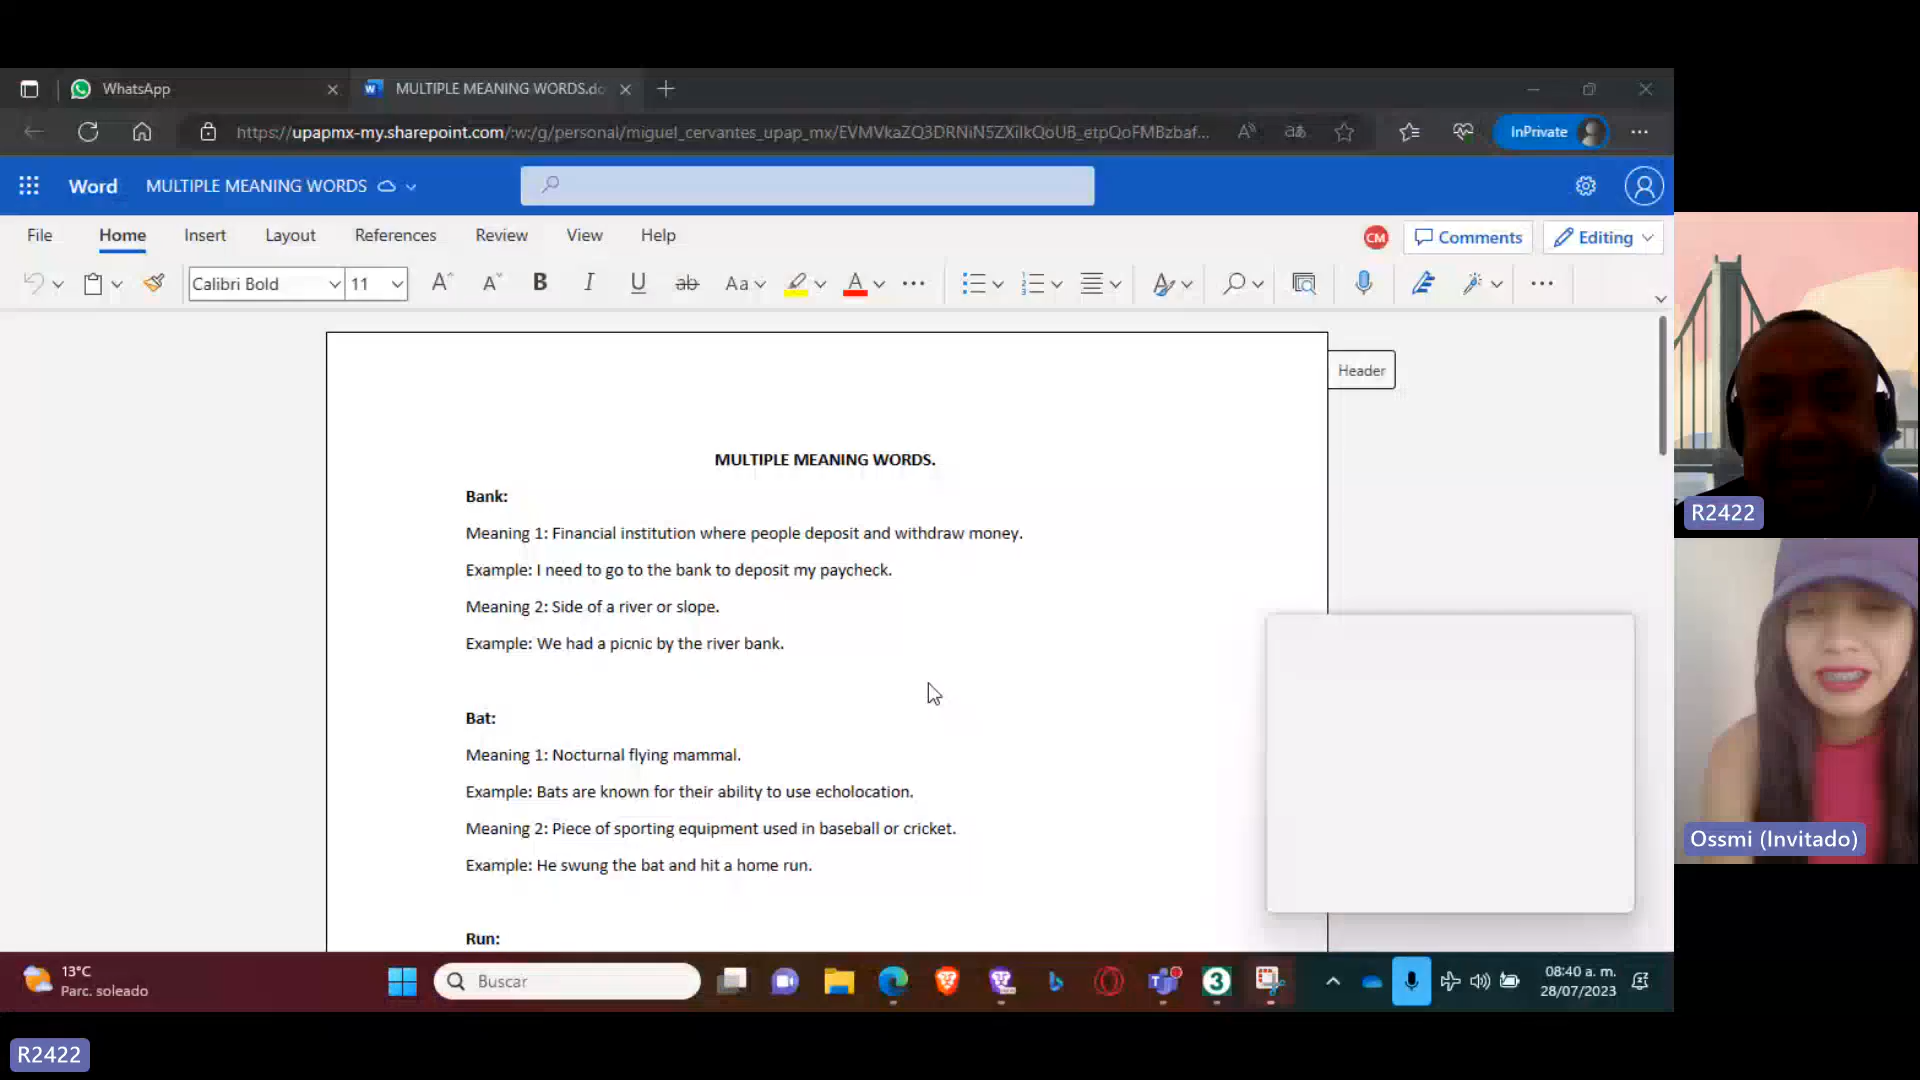 WhatsApp
MULTIPLE MEANING WORDS.do
https://upapmx-my.sharepoint.com/:w:/g/personal/miguel_cervantes_upap_mx/EVMVkaZQ3DRNiN5ZXiIkQoUB_etpQoFMBzbaf...
InPrivate
Word MULTIPLE MEANING WORDS
File Home Insert Layout References Review View Help
CM Comments Editing
Calibri Bold 11
Header
MULTIPLE MEANING WORDS.
Bank:
Meaning 1: Financial institution where people deposit and withdraw money.
Example: I need to go to the bank to deposit my paycheck.
Meaning 2: Side of a river or slope.
Example: We had a picnic by the river bank.
Bat:
Meaning 1: Nocturnal flying mammal.
Example: Bats are known for their ability to use echolocation.
Meaning 2: Piece of sporting equipment used in baseball or cricket.
Example: He swung the bat and hit a home run.
Run:
R2422
Ossmi (Invitado)
13°C
Parc. soleado
Buscar
08:40 a. m.
28/07/2023
R2422